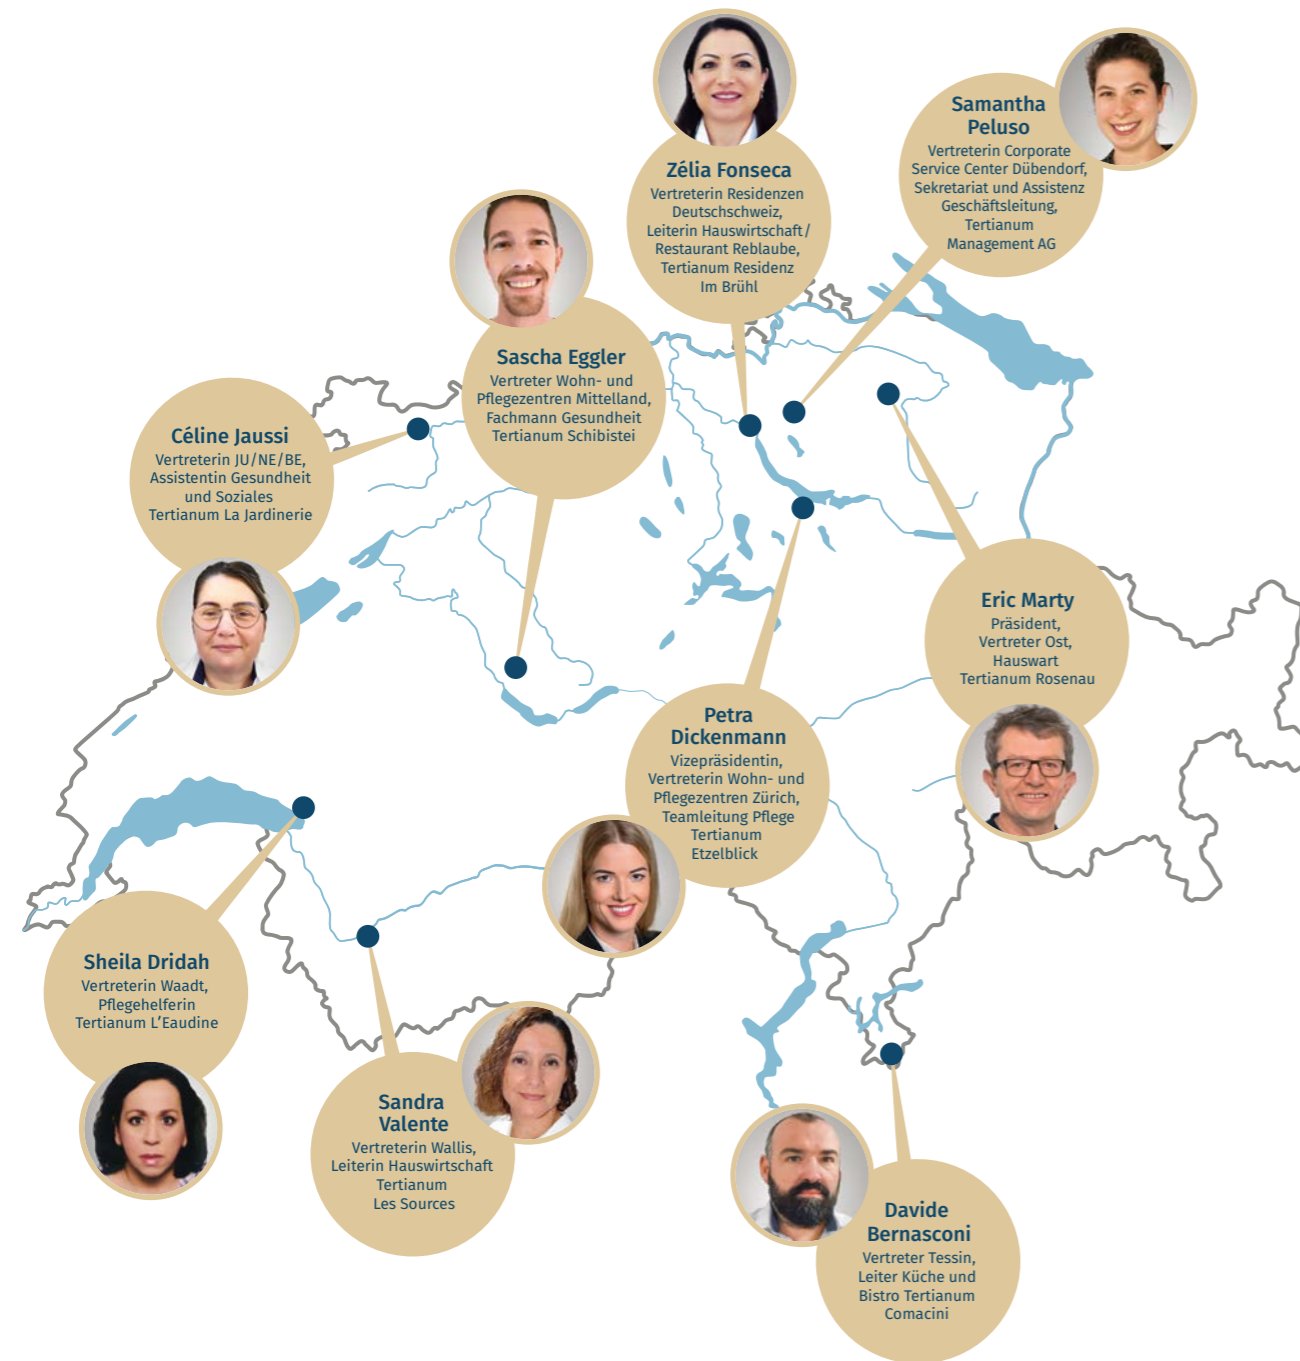 Zélia Fonseca
Vertreterin Residenzen
Deutschschweiz,
Leiterin Hauswirtschaft /
Restaurant Reblaube,
Tertianum Residenz
Im Brühl
Samantha
Peluso
Vertreterin Corporate
Service Center Dübendorf,
Sekretariat und Assistenz
Geschäftsleitung,
Tertianum
Management AG
Sascha Eggler
Vertreter Wohn- und
Pflegezentren Mittelland,
Fachmann Gesundheit
Tertianum Schibistei
Céline Jaussi
Vertreterin JU/NE/BE,
Assistentin Gesundheit
und Soziales
Tertianum La Jardinerie
Eric Marty
Präsident,
Vertreter Ost,
Hauswart
Tertianum Rosenau
Petra
Dickenmann
Vizepräsidentin,
Vertreterin Wohn- und
Pflegezentren Zürich,
Teamleitung Pflege
Tertianum
Etzelblick
Sheila Dridah
Vertreterin Waadt,
Pflegehelferin
Tertianum L'Eaudine
Sandra
Valente
Vertreterin Wallis,
Leiterin Hauswirtschaft
Tertianum
Les Sources
Davide
Bernasconi
Vertreter Tessin,
Leiter Küche und
Bistro Tertianum
Comacini